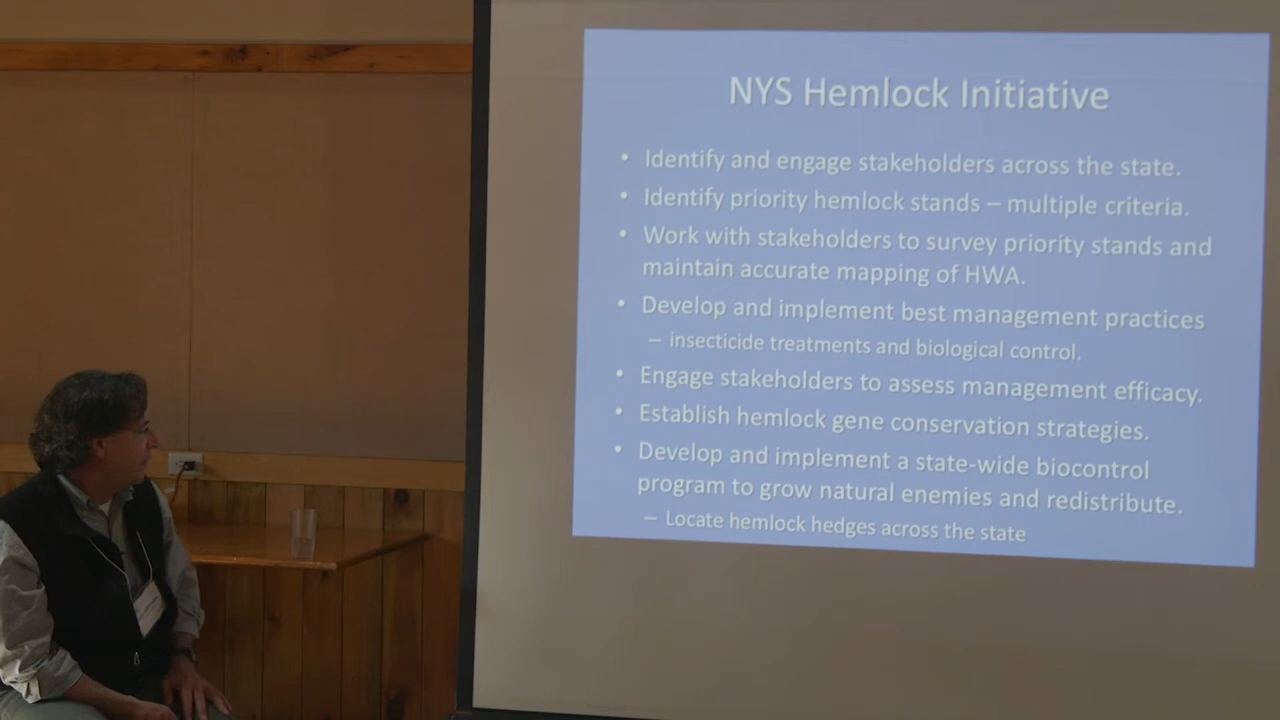 NYS Hemlock Initiative
• Identify and engage stakeholders across the state.
• Identify priority hemlock stands – multiple criteria.
• Work with stakeholders to survey priority stands and
maintain accurate mapping of HWA.
• Develop and implement best management practices
– insecticide treatments and biological control.
• Engage stakeholders to assess management efficacy.
• Establish hemlock gene conservation strategies.
• Develop and implement a state-wide biocontrol
program to grow natural enemies and redistribute.
– Locate hemlock hedges across the state